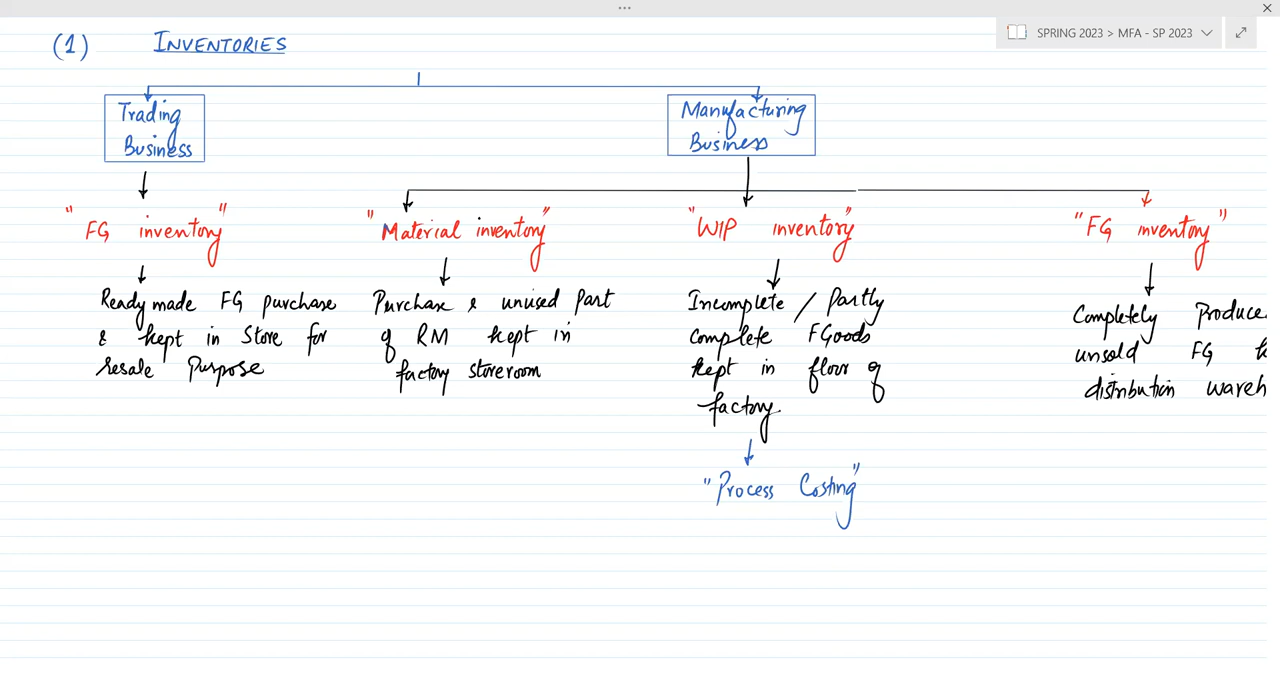 SPRING 2023 > MFA - SP 2023
(1) INVENTORIES
Trading
Business
Manufacturing
Business
"FG inventory"
"Material inventory"
"WIP inventory"
"FG inventory"
Ready made FG purchase
& kept in Store for
resale Purpose
Purchase & unused part
of RM kept in
factory storeroom
Incomplete / Partly
complete FGoods
kept in floor of
factory.
Completely Produce
unsold FG
distribution wareh
"Process Costing"